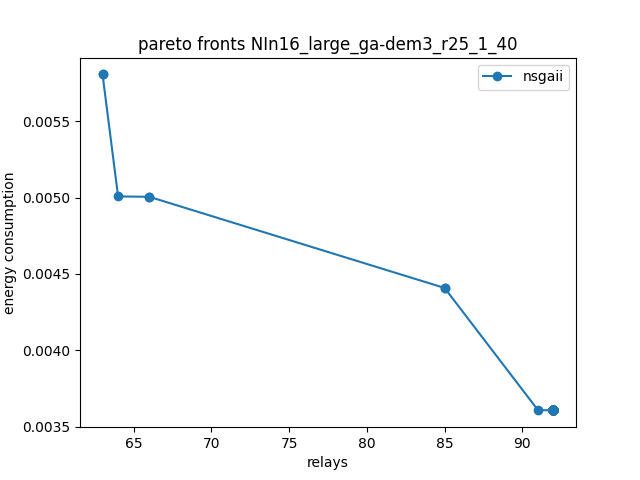 pareto fronts NIn16_large_ga-dem3_r25_1_40
nsgaii
energy consumption
0.0055
0.0050
0.0045
0.0040
0.0035
65 70 75 80 85 90
relays